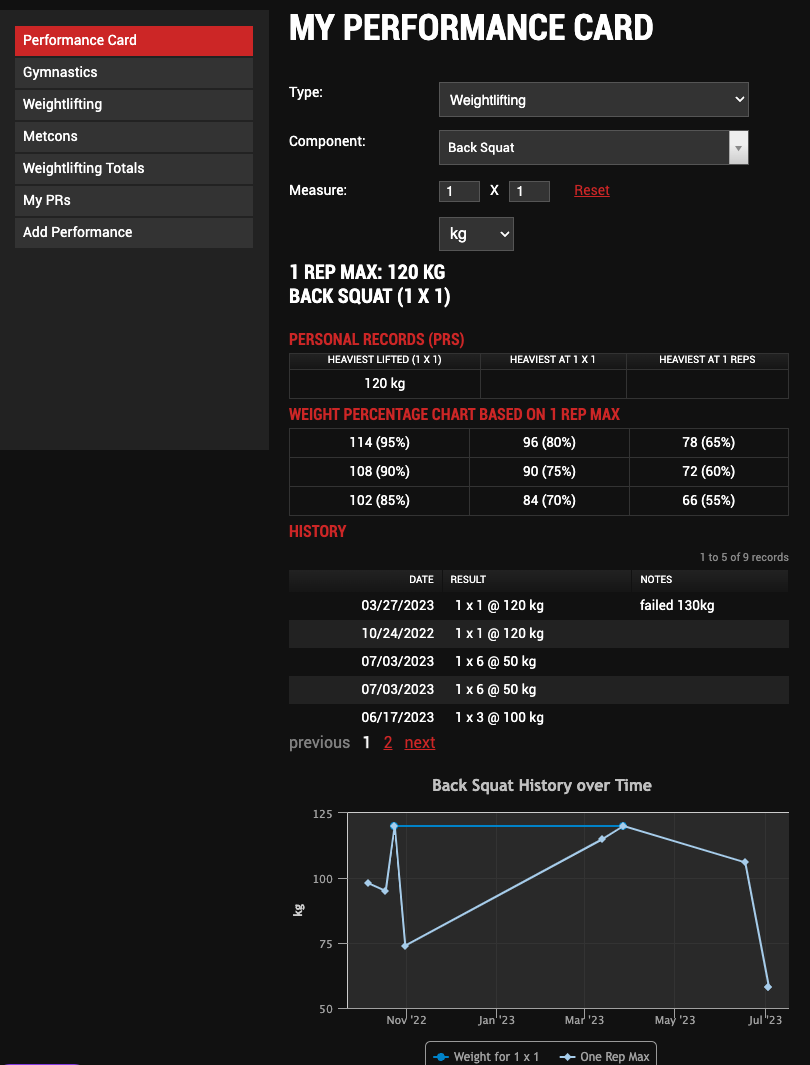 MY PERFORMANCE CARD
Performance Card
Gymnastics
Weightlifting
Metcons
Weightlifting Totals
My PRs
Add Performance
Type: Weightlifting
Component: Back Squat
Measure: 1 X 1 Reset
kg
1 REP MAX: 120 KG
BACK SQUAT (1 X 1)
PERSONAL RECORDS (PRS)
HEAVIEST LIFTED (1 X 1) HEAVIEST AT 1 X 1 HEAVIEST AT 1 REPS
120 kg
WEIGHT PERCENTAGE CHART BASED ON 1 REP MAX
114 (95%) 96 (80%) 78 (65%)
108 (90%) 90 (75%) 72 (60%)
102 (85%) 84 (70%) 66 (55%)
HISTORY
1 to 5 of 9 records
DATE RESULT NOTES
03/27/2023 1 x 1 @ 120 kg failed 130kg
10/24/2022 1 x 1 @ 120 kg
07/03/2023 1 x 6 @ 50 kg
07/03/2023 1 x 6 @ 50 kg
06/17/2023 1 x 3 @ 100 kg
previous 1 2 next
Back Squat History over Time
125
100
75
50
kg
Nov '22 Jan '23 Mar '23 May '23 Jul '23
Weight for 1 x 1 One Rep Max